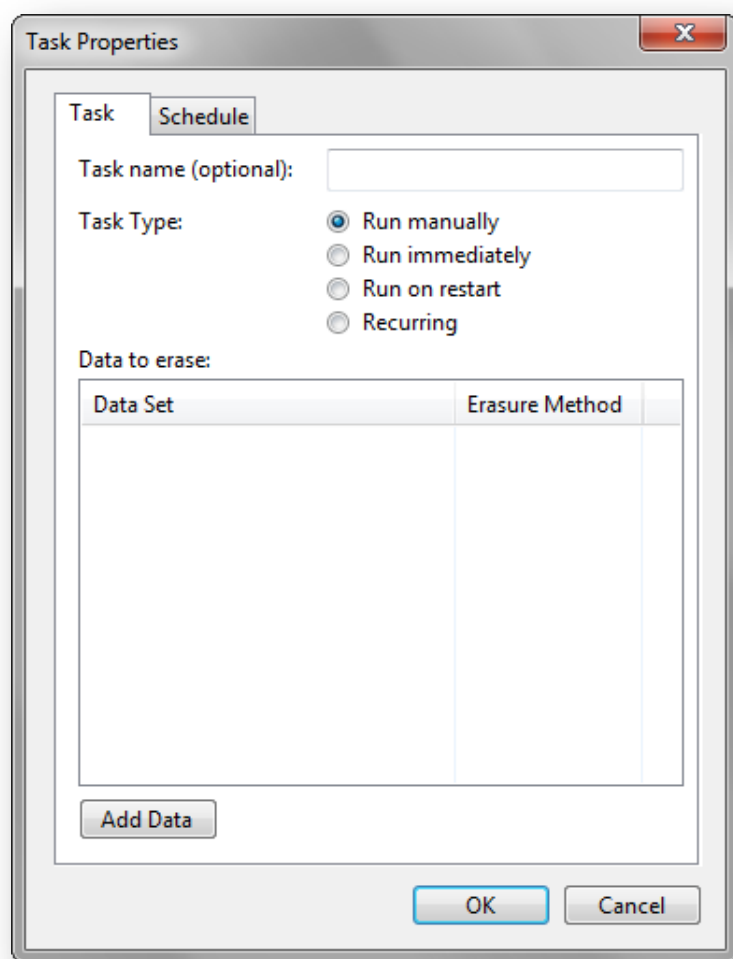 Task Properties
Task Schedule
Task name (optional):
Task Type: Run manually
Run immediately
Run on restart
Recurring
Data to erase:
Data Set Erasure Method
Add Data
OK Cancel